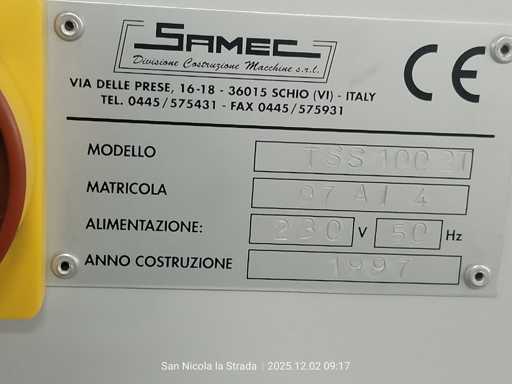 SAMEC
Divisione Costruzione Macchine s.r.l.
CE
VIA DELLE PRESE, 16-18 - 36015 SCHIO (VI) - ITALY
TEL. 0445/575431 - FAX 0445/575931
MODELLO TSS 100 2T
MATRICOLA 07 A1 4
ALIMENTAZIONE: 230 V 50 Hz
ANNO COSTRUZIONE 1997
San Nicola la Strada | 2025.12.02 09:17